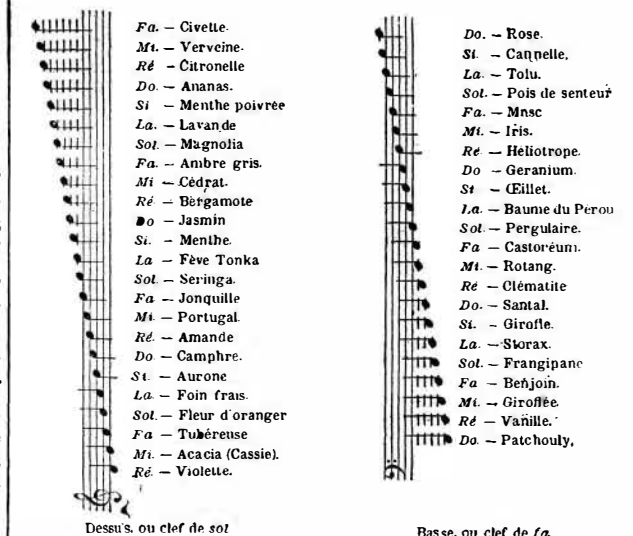 Fa. — Civette.
Mi. — Verveine.
Ré — Citronelle
Do. — Ananas.
Si — Menthe poivrée
La. — Lavande
Sol. — Magnolia
Fa. — Ambre gris.
Mi — Cédrat.
Ré — Bergamote
Do — Jasmin
Si. — Menthe.
La — Fève Tonka
Sol. — Seringa.
Fa — Jonquille
Mi — Portugal.
Ré. — Amande
Do — Camphre.
Si. — Aurone
La. — Foin frais.
Sol. — Fleur d'oranger
Fa — Tubéreuse
Mi. — Acacia (Cassie).
Ré. — Violette.
Dessus, ou clef de sol
Do. — Rose.
Si. — Cannelle.
La. — Tolu.
Sol. — Pois de senteur
Fa. — Musc
Mi. — Iris.
Ré — Héliotrope.
Do — Geranium.
Si — Œillet.
La. — Baume du Pérou
Sol. — Pergulaire.
Fa — Castoréum.
Mi. — Rotang.
Ré — Clématite
Do. — Santal.
Si. — Girofle.
La. — Storax.
Sol. — Frangipane
Fa — Benjoin.
Mi. — Giroflée.
Ré — Vanille.
Do. — Patchouly,
Basse, ou clef de fa.